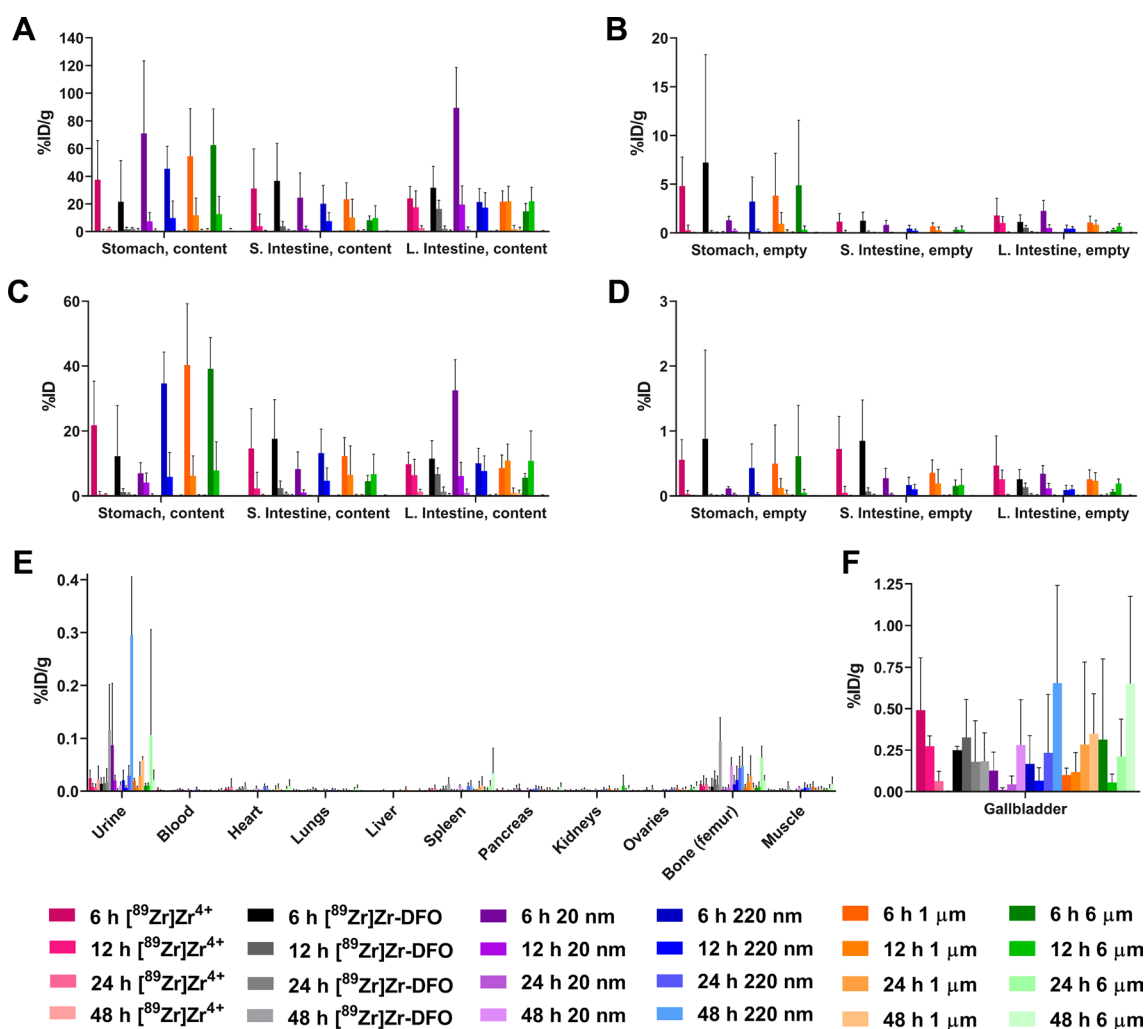 A
B
140
120
100
80
60
40
20
0
%ID/g
Stomach, content
S. Intestine, content
L. Intestine, content
20
15
10
5
0
%ID/g
Stomach, empty
S. Intestine, empty
L. Intestine, empty
C
D
60
40
20
0
%ID
Stomach, content
S. Intestine, content
L. Intestine, content
3
2
1
0
%ID
Stomach, empty
S. Intestine, empty
L. Intestine, empty
E
F
0.4
0.3
0.2
0.1
0.0
%ID/g
Urine
Blood
Heart
Lungs
Liver
Spleen
Pancreas
Kidneys
Ovaries
Bone (femur)
Muscle
1.25
1.00
0.75
0.50
0.25
0.00
%ID/g
Gallbladder
6 h [⁸⁹Zr]Zr⁴⁺
6 h [⁸⁹Zr]Zr-DFO
6 h 20 nm
6 h 220 nm
6 h 1 μm
6 h 6 μm
12 h [⁸⁹Zr]Zr⁴⁺
12 h [⁸⁹Zr]Zr-DFO
12 h 20 nm
12 h 220 nm
12 h 1 μm
12 h 6 μm
24 h [⁸⁹Zr]Zr⁴⁺
24 h [⁸⁹Zr]Zr-DFO
24 h 20 nm
24 h 220 nm
24 h 1 μm
24 h 6 μm
48 h [⁸⁹Zr]Zr⁴⁺
48 h [⁸⁹Zr]Zr-DFO
48 h 20 nm
48 h 220 nm
48 h 1 μm
48 h 6 μm